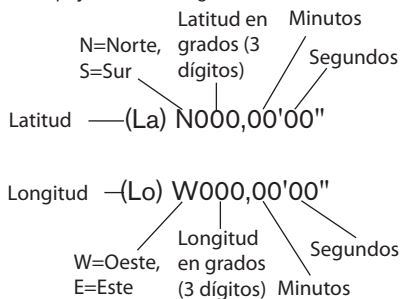 Latitud en
grados (3
dígitos)
Minutos
N=Norte,
S=Sur
Segundos
Latitud
(La) N000,00'00"
Longitud
(Lo) W000,00'00"
W=Oeste,
E=Este
Longitud
en grados
(3 dígitos)
Minutos
Segundos